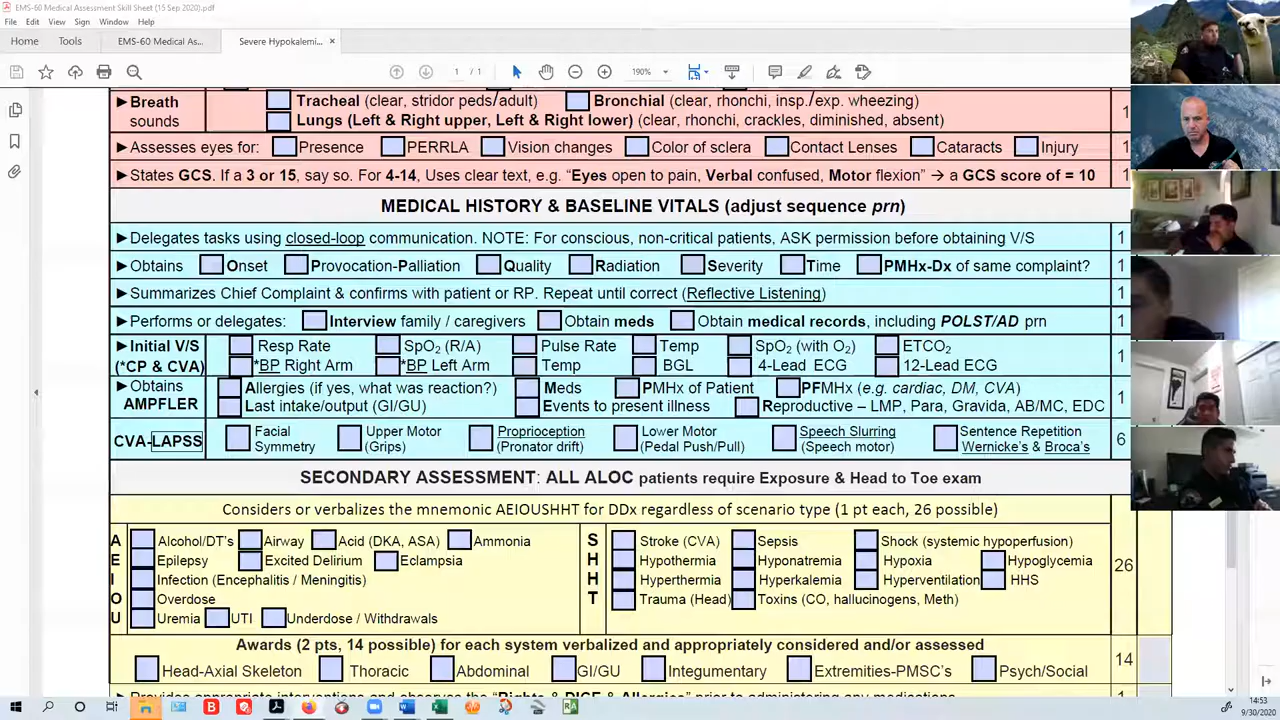 EMS-60 Medical Assessment Skill Sheet (15 Sep 2020).pdf
File Edit View Sign Window Help
Home Tools EMS-60 Medical As... Severe Hypokalemi... ×
1 / 1 190%
►Breath sounds
Tracheal (clear, stridor peds/adult) Bronchial (clear, rhonchi, insp./exp. wheezing)
Lungs (Left & Right upper, Left & Right lower) (clear, rhonchi, crackles, diminished, absent)
1
►Assesses eyes for: Presence PERRLA Vision changes Color of sclera Contact Lenses Cataracts Injury 1
►States GCS. If a 3 or 15, say so. For 4-14, Uses clear text, e.g. “Eyes open to pain, Verbal confused, Motor flexion” → a GCS score of = 10 1
MEDICAL HISTORY & BASELINE VITALS (adjust sequence prn)
►Delegates tasks using closed-loop communication. NOTE: For conscious, non-critical patients, ASK permission before obtaining V/S 1
►Obtains Onset Provocation-Palliation Quality Radiation Severity Time PMHx-Dx of same complaint? 1
►Summarizes Chief Complaint & confirms with patient or RP. Repeat until correct (Reflective Listening) 1
►Performs or delegates: Interview family / caregivers Obtain meds Obtain medical records, including POLST/AD prn 1
►Initial V/S Resp Rate SpO2 (R/A) Pulse Rate Temp SpO2 (with O2) ETCO2
(*CP & CVA) *BP Right Arm *BP Left Arm Temp BGL 4-Lead ECG 12-Lead ECG 1
►Obtains Allergies (if yes, what was reaction?) Meds PMHx of Patient PFMHx (e.g. cardiac, DM, CVA)
AMPFLER Last intake/output (GI/GU) Events to present illness Reproductive – LMP, Para, Gravida, AB/MC, EDC 1
CVA-LAPSS
Facial Upper Motor Proprioception Lower Motor Speech Slurring Sentence Repetition
Symmetry (Grips) (Pronator drift) (Pedal Push/Pull) (Speech motor) Wernicke's & Broca's
6
SECONDARY ASSESSMENT: ALL ALOC patients require Exposure & Head to Toe exam
Considers or verbalizes the mnemonic AEIOUSHHT for DDx regardless of scenario type (1 pt each, 26 possible)
A Alcohol/DT's Airway Acid (DKA, ASA) Ammonia S Stroke (CVA) Sepsis Shock (systemic hypoperfusion)
E Epilepsy Excited Delirium Eclampsia H Hypothermia Hyponatremia Hypoxia Hypoglycemia
I Infection (Encephalitis / Meningitis) H Hyperthermia Hyperkalemia Hyperventilation HHS
O Overdose T Trauma (Head) Toxins (CO, hallucinogens, Meth)
U Uremia UTI Underdose / Withdrawals
26
Awards (2 pts, 14 possible) for each system verbalized and appropriately considered and/or assessed
Head-Axial Skeleton Thoracic Abdominal GI/GU Integumentary Extremities-PMSC's Psych/Social 14
►Provides appropriate interventions and observes the “Rights & DICE & Allergies” prior to administering any medications. 1
14:53
9/30/2020